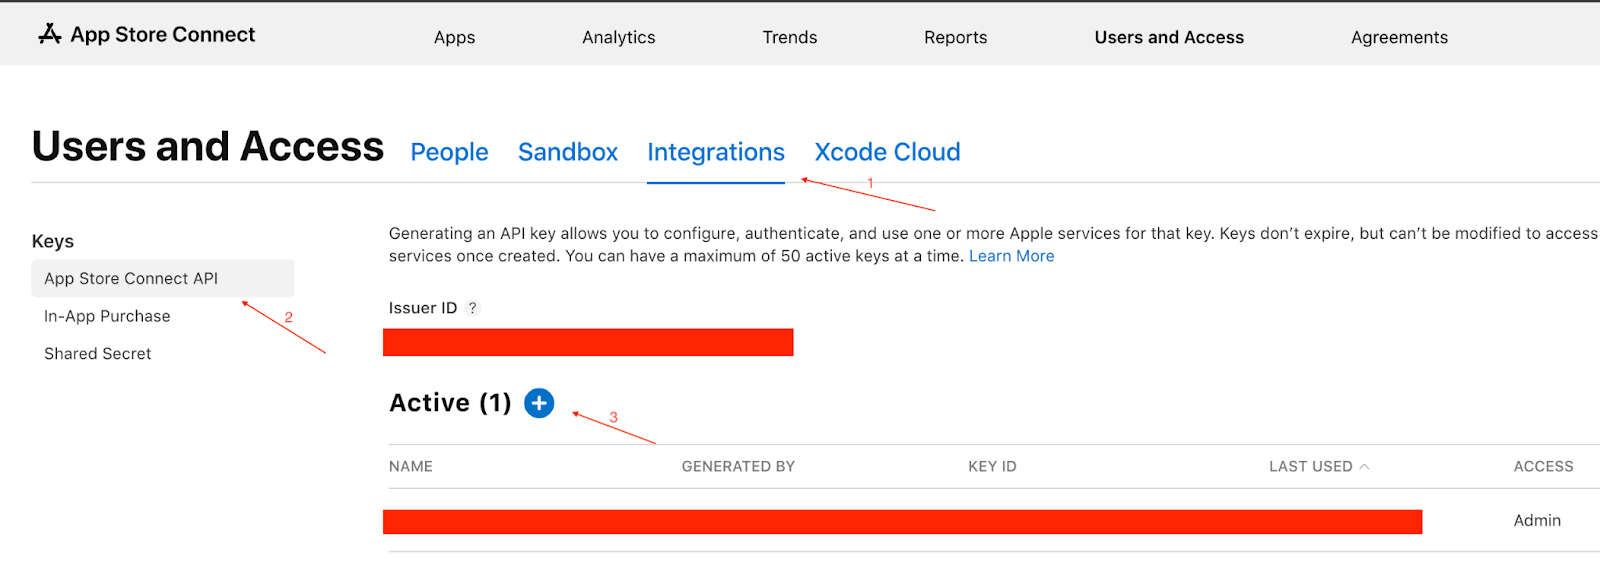 App Store Connect
Apps
Analytics
Trends
Reports
Users and Access
Agreements
Users and Access
People
Sandbox
Integrations
Xcode Cloud
1
Keys
App Store Connect API
In-App Purchase
Shared Secret
2
Generating an API key allows you to configure, authenticate, and use one or more Apple services for that key. Keys don’t expire, but can’t be modified to access
services once created. You can have a maximum of 50 active keys at a time. Learn More
Issuer ID ?
Active (1) +
3
NAME
GENERATED BY
KEY ID
LAST USED
ACCESS
Admin